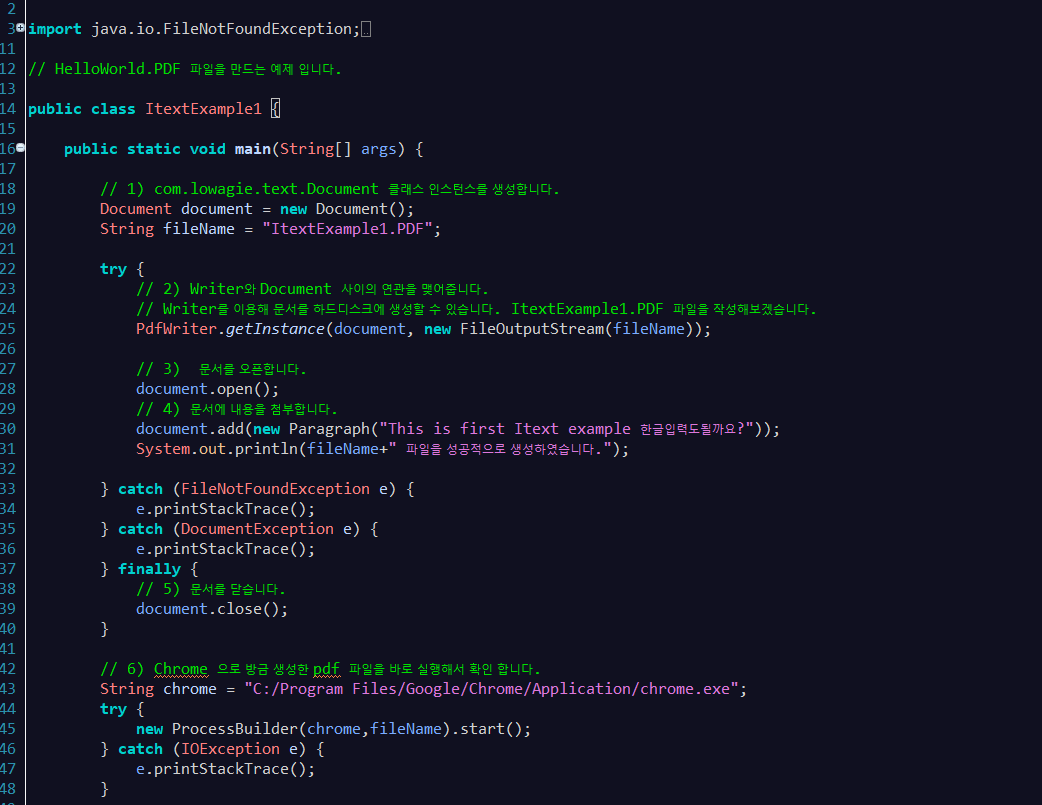 2
3 import java.io.FileNotFoundException;
11
12 // HelloWorld.PDF 파일을 만드는 예제 입니다.
13
14 public class ItextExample1 {
15
16     public static void main(String[] args) {
17
18         // 1) com.lowagie.text.Document 클래스 인스턴스를 생성합니다.
19         Document document = new Document();
20         String fileName = "ItextExample1.PDF";
21
22         try {
23             // 2) Writer와 Document 사이의 연관을 맺어줍니다.
24             // Writer를 이용해 문서를 하드디스크에 생성할 수 있습니다. ItextExample1.PDF 파일을 작성해보겠습니다.
25             PdfWriter.getInstance(document, new FileOutputStream(fileName));
26
27             // 3)  문서를 오픈합니다.
28             document.open();
29             // 4) 문서에 내용을 첨부합니다.
30             document.add(new Paragraph("This is first Itext example 한글입력도될까요?"));
31             System.out.println(fileName+" 파일을 성공적으로 생성하였습니다.");
32
33         } catch (FileNotFoundException e) {
34             e.printStackTrace();
35         } catch (DocumentException e) {
36             e.printStackTrace();
37         } finally {
38             // 5) 문서를 닫습니다.
39             document.close();
40         }
41
42         // 6) Chrome 으로 방금 생성한 pdf 파일을 바로 실행해서 확인 합니다.
43         String chrome = "C:/Program Files/Google/Chrome/Application/chrome.exe";
44         try {
45             new ProcessBuilder(chrome,fileName).start();
46         } catch (IOException e) {
47             e.printStackTrace();
48         }